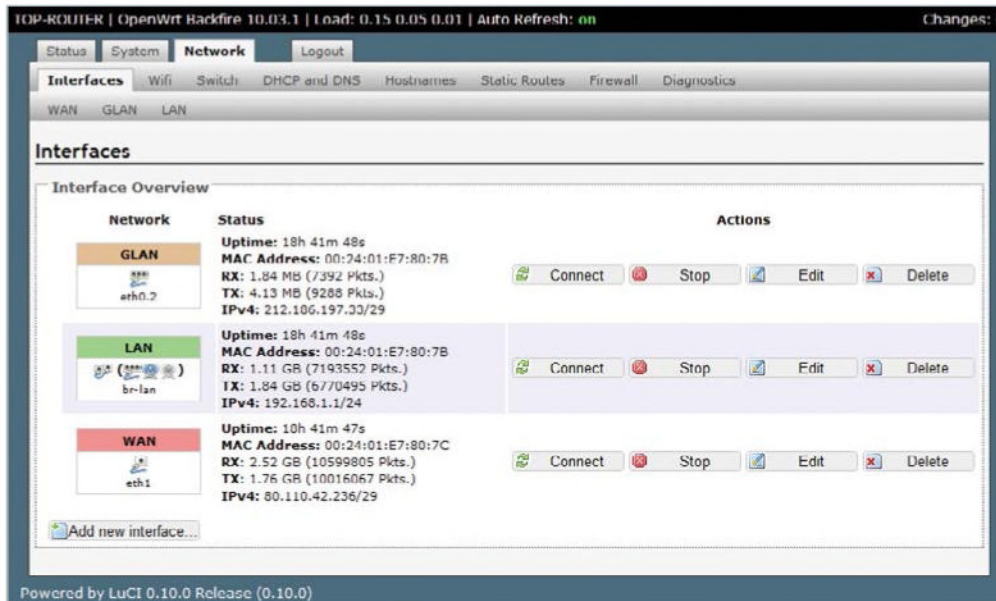 TOP-ROUTER | OpenWrt Backfire 10.03.1 | Load: 0.15 0.05 0.01 | Auto Refresh: on Changes:
Status System Network Logout
Interfaces Wifi Switch DHCP and DNS Hostnames Static Routes Firewall Diagnostics
WAN GLAN LAN
Interfaces
Interface Overview
Network Status Actions
GLAN
eth0.2
Uptime: 18h 41m 48s
MAC Address: 00:24:01:E7:80:7B
RX: 1.84 MB (7392 Pkts.)
TX: 4.13 MB (9288 Pkts.)
IPv4: 212.186.197.33/29
Connect Stop Edit Delete
LAN
br-lan
Uptime: 18h 41m 48s
MAC Address: 00:24:01:E7:80:7B
RX: 1.11 GB (7193552 Pkts.)
TX: 1.84 GB (6770495 Pkts.)
IPv4: 192.168.1.1/24
Connect Stop Edit Delete
WAN
eth1
Uptime: 18h 41m 47s
MAC Address: 00:24:01:E7:80:7C
RX: 2.52 GB (10599805 Pkts.)
TX: 1.76 GB (10016067 Pkts.)
IPv4: 80.110.42.236/29
Connect Stop Edit Delete
Add new interface...
Powered by LuCI 0.10.0 Release (0.10.0)